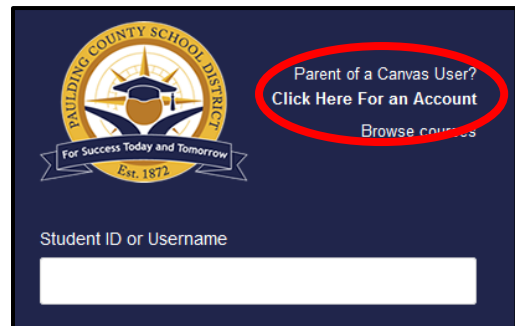 PAULDING COUNTY SCHOOL DISTRICT
For Success Today and Tomorrow
Est. 1872
Parent of a Canvas User?
Click Here For an Account
Browse courses
Student ID or Username